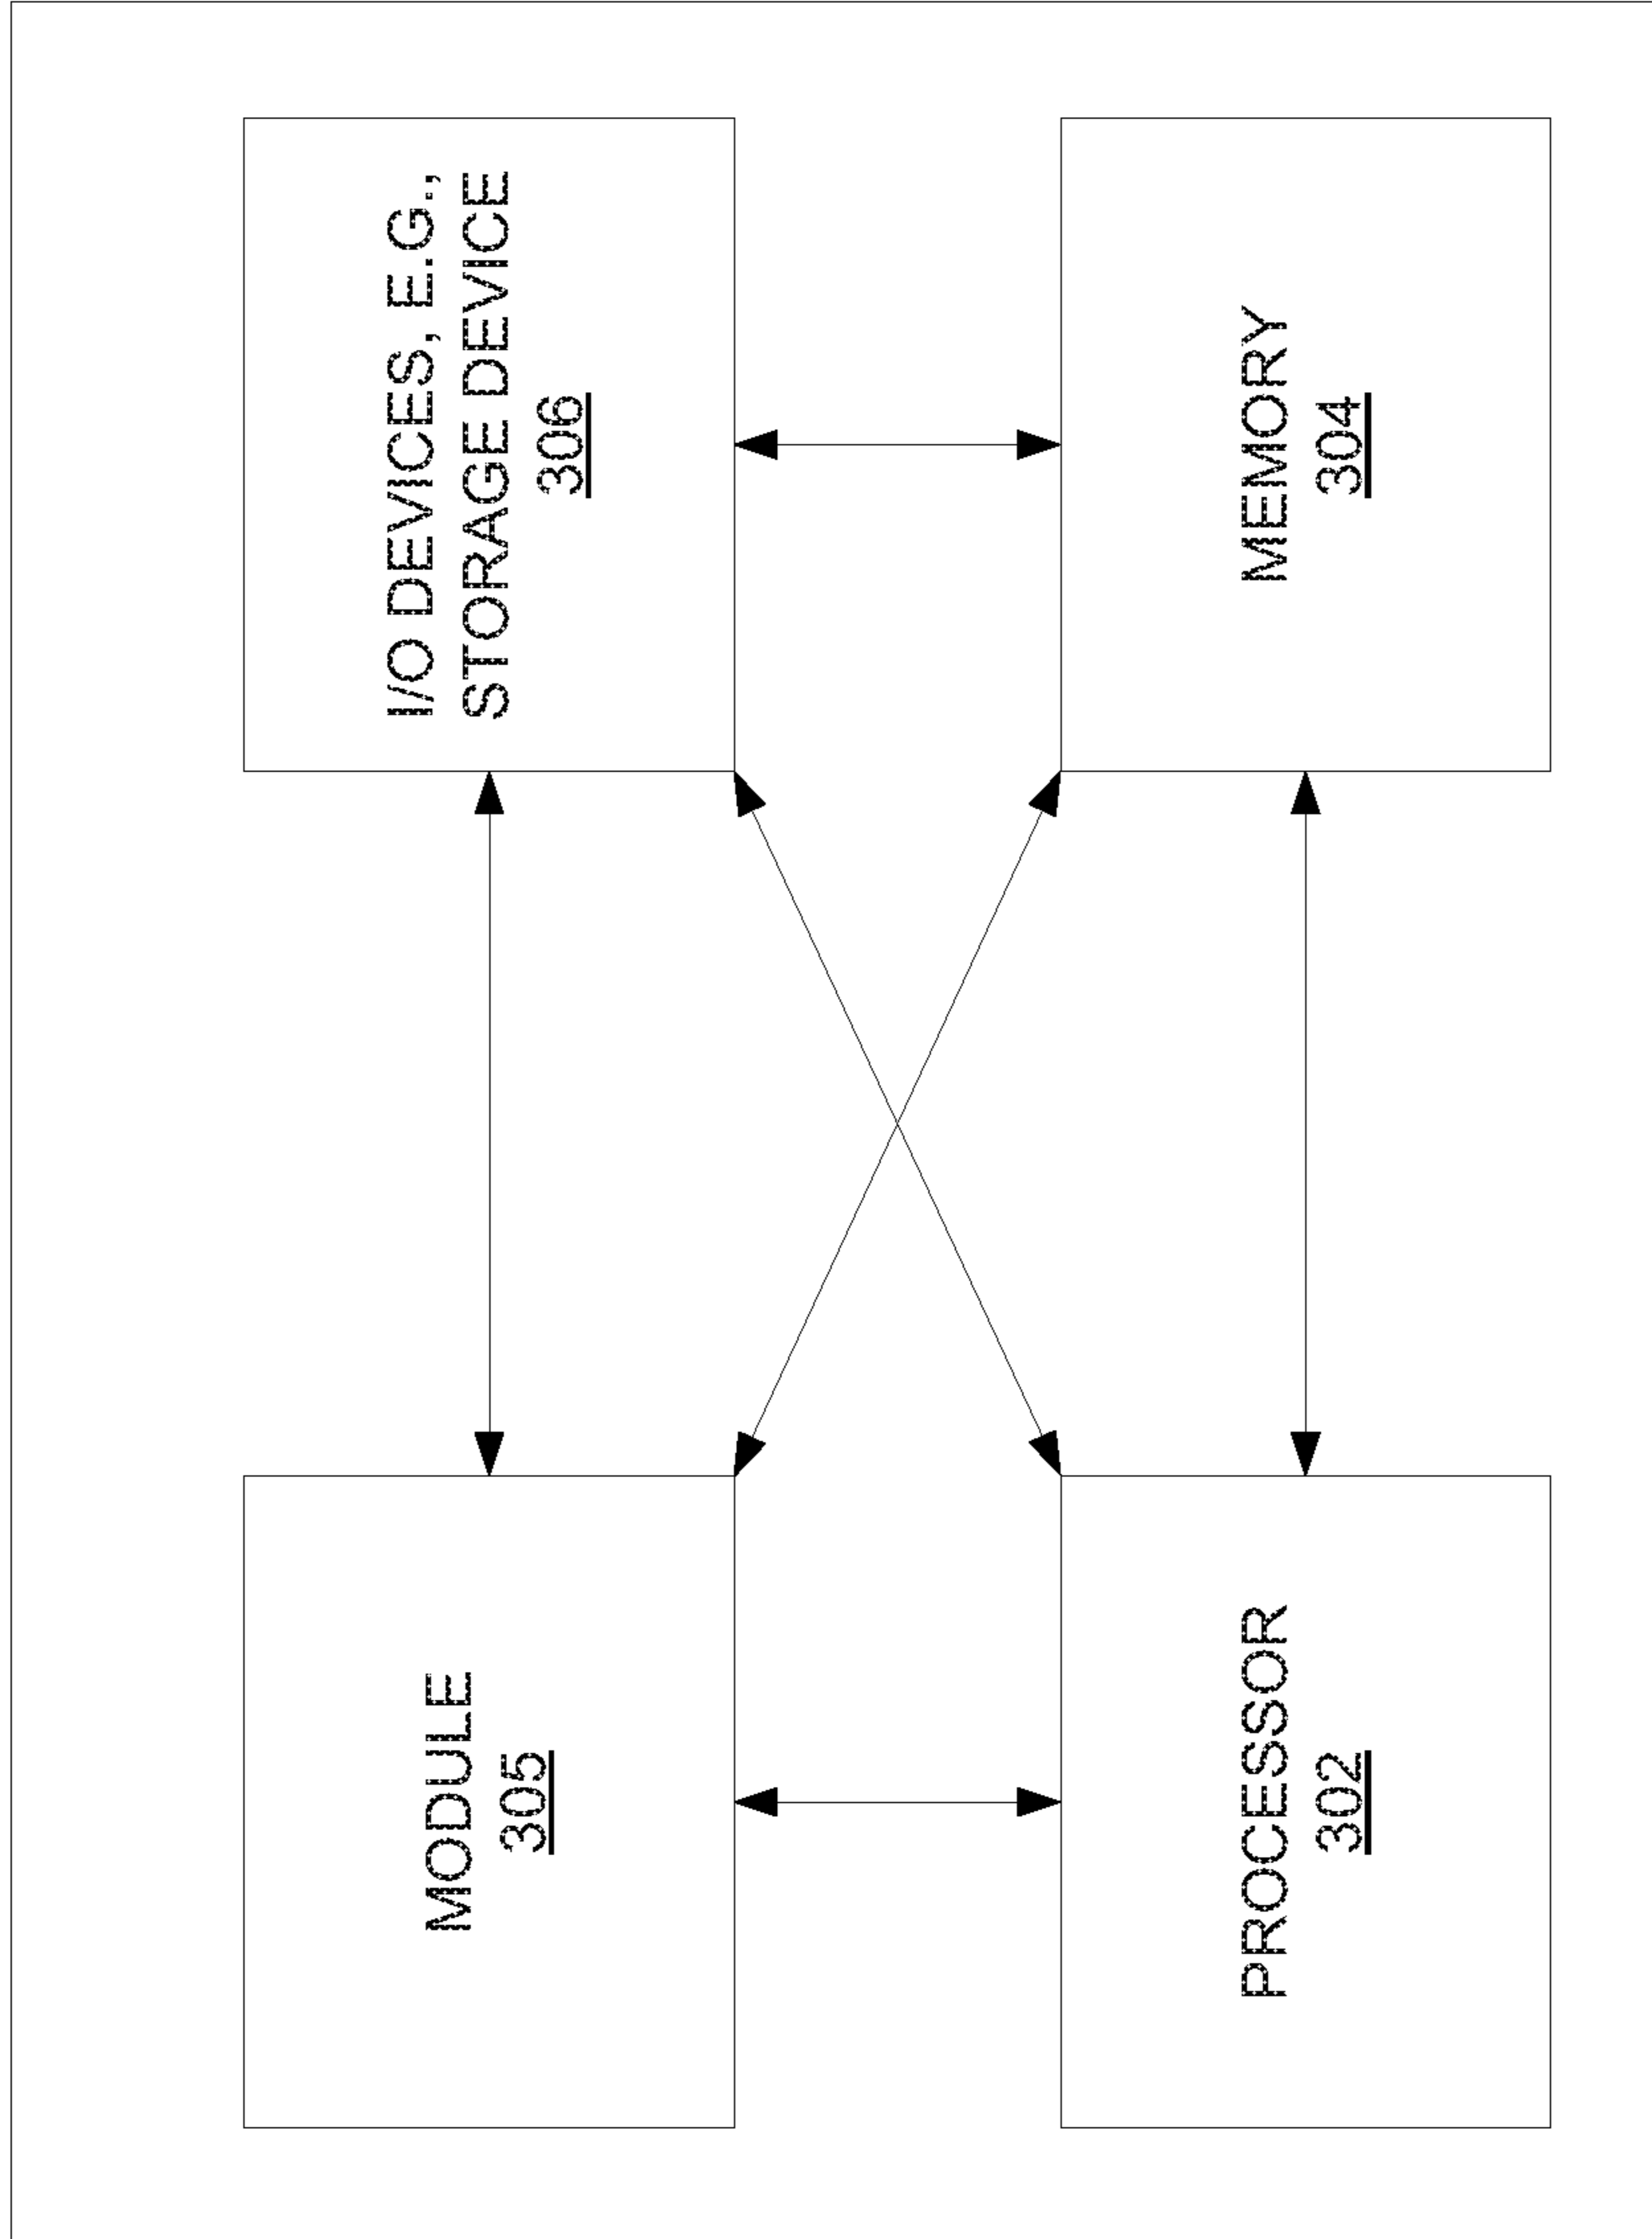 MODULE
305
I/O DEVICES, E.G.,
STORAGE DEVICE
306
PROCESSOR
302
MEMORY
304